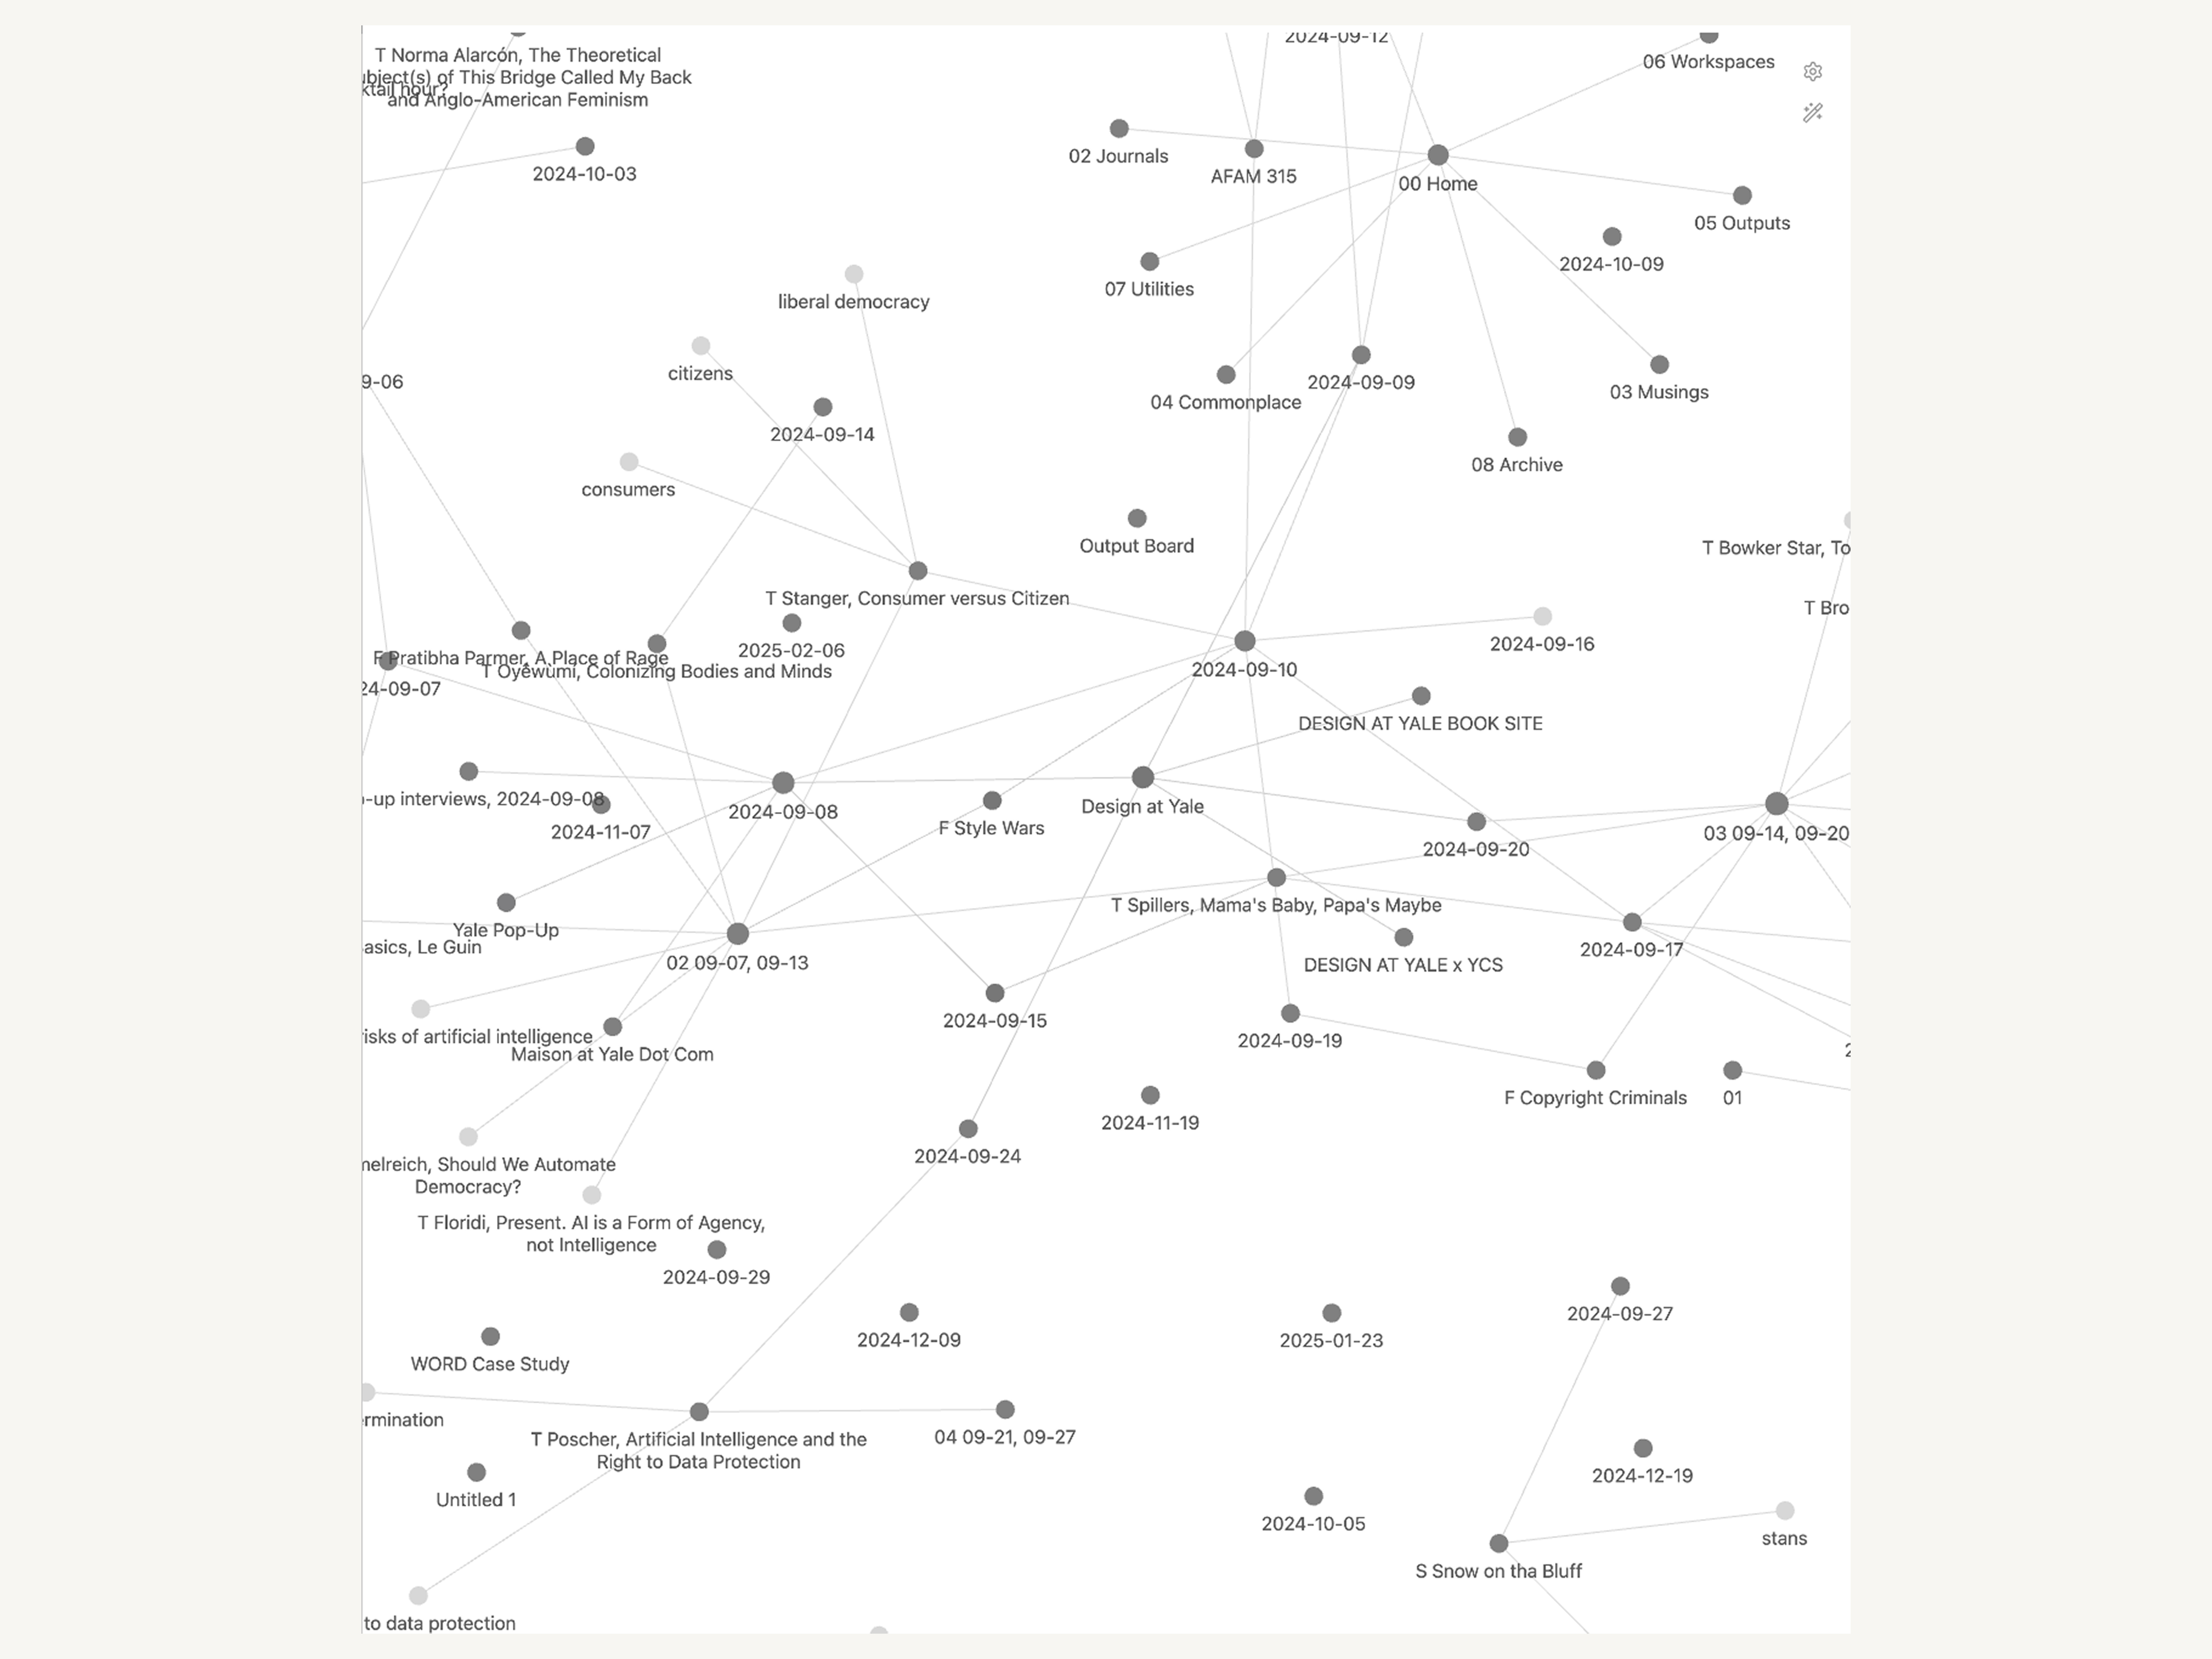 2024-09-12
T Norma Alarcón, The Theoretical
ubject(s) of This Bridge Called My Back
and Anglo-American Feminism
ktail hour?
06 Workspaces
02 Journals
2024-10-03
AFAM 315
00 Home
05 Outputs
2024-10-09
07 Utilities
liberal democracy
citizens
9-06
2024-09-09
03 Musings
04 Commonplace
2024-09-14
08 Archive
consumers
Output Board
T Bowker Star, To
T Stanger, Consumer versus Citizen
T Bro
2024-09-16
2025-02-06
F Pratibha Parmer, A Place of Rage
T Oyěwùmí, Colonizing Bodies and Minds
2024-09-10
24-09-07
DESIGN AT YALE BOOK SITE
-up interviews, 2024-09-08
Design at Yale
2024-09-08
F Style Wars
2024-11-07
03 09-14, 09-20
2024-09-20
T Spillers, Mama's Baby, Papa's Maybe
Yale Pop-Up
asics, Le Guin
2024-09-17
02 09-07, 09-13
DESIGN AT YALE x YCS
2024-09-15
risks of artificial intelligence
2024-09-19
Maison at Yale Dot Com
F Copyright Criminals
01
2024-11-19
2024-09-24
melreich, Should We Automate
Democracy?
T Floridi, Present. AI is a Form of Agency,
not Intelligence
2024-09-29
2024-09-27
2024-12-09
2025-01-23
WORD Case Study
rmination
T Poscher, Artificial Intelligence and the
Right to Data Protection
04 09-21, 09-27
2024-12-19
Untitled 1
2024-10-05
stans
S Snow on tha Bluff
to data protection